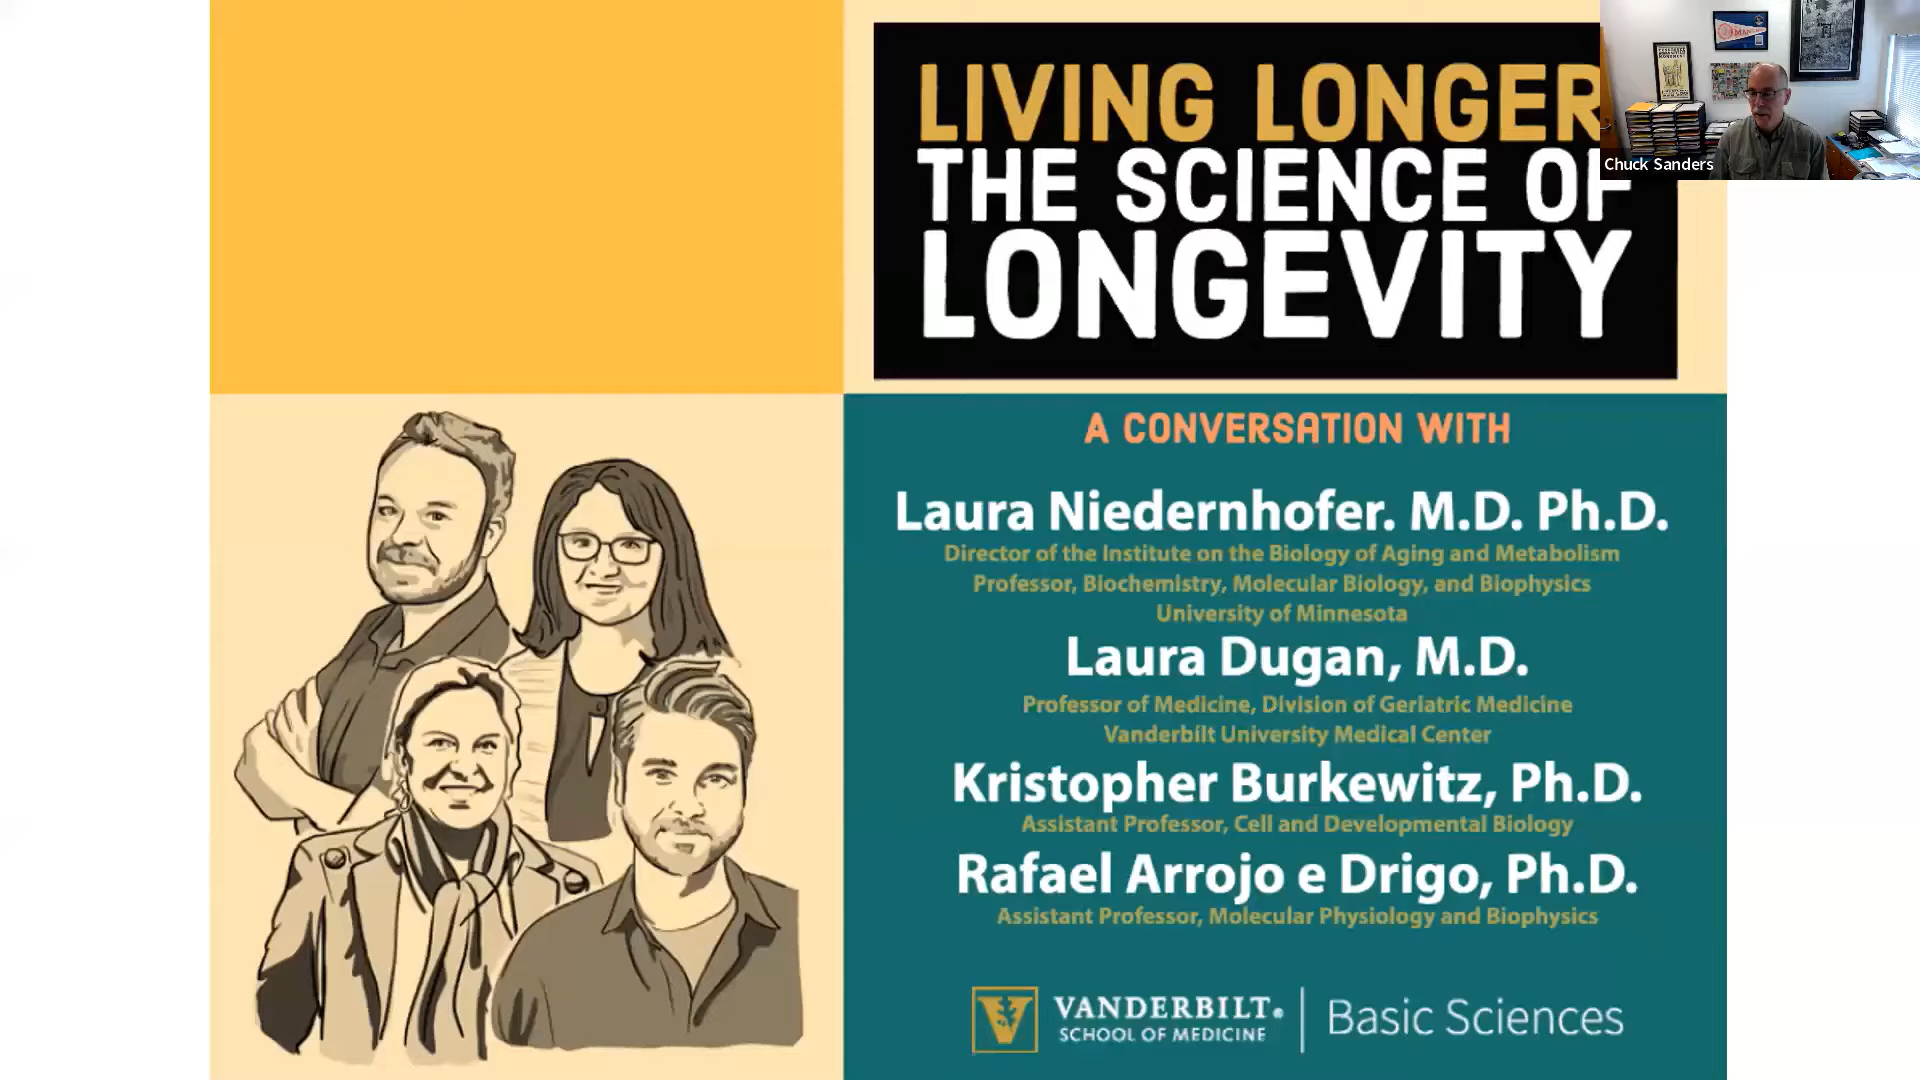 LIVING LONGER
THE SCIENCE OF
LONGEVITY
Chuck Sanders
A CONVERSATION WITH
Laura Niedernhofer. M.D. Ph.D.
Director of the Institute on the Biology of Aging and Metabolism
Professor, Biochemistry, Molecular Biology, and Biophysics
University of Minnesota
Laura Dugan, M.D.
Professor of Medicine, Division of Geriatric Medicine
Vanderbilt University Medical Center
Kristopher Burkewitz, Ph.D.
Assistant Professor, Cell and Developmental Biology
Rafael Arrojo e Drigo, Ph.D.
Assistant Professor, Molecular Physiology and Biophysics
V VANDERBILT® | Basic Sciences
SCHOOL OF MEDICINE